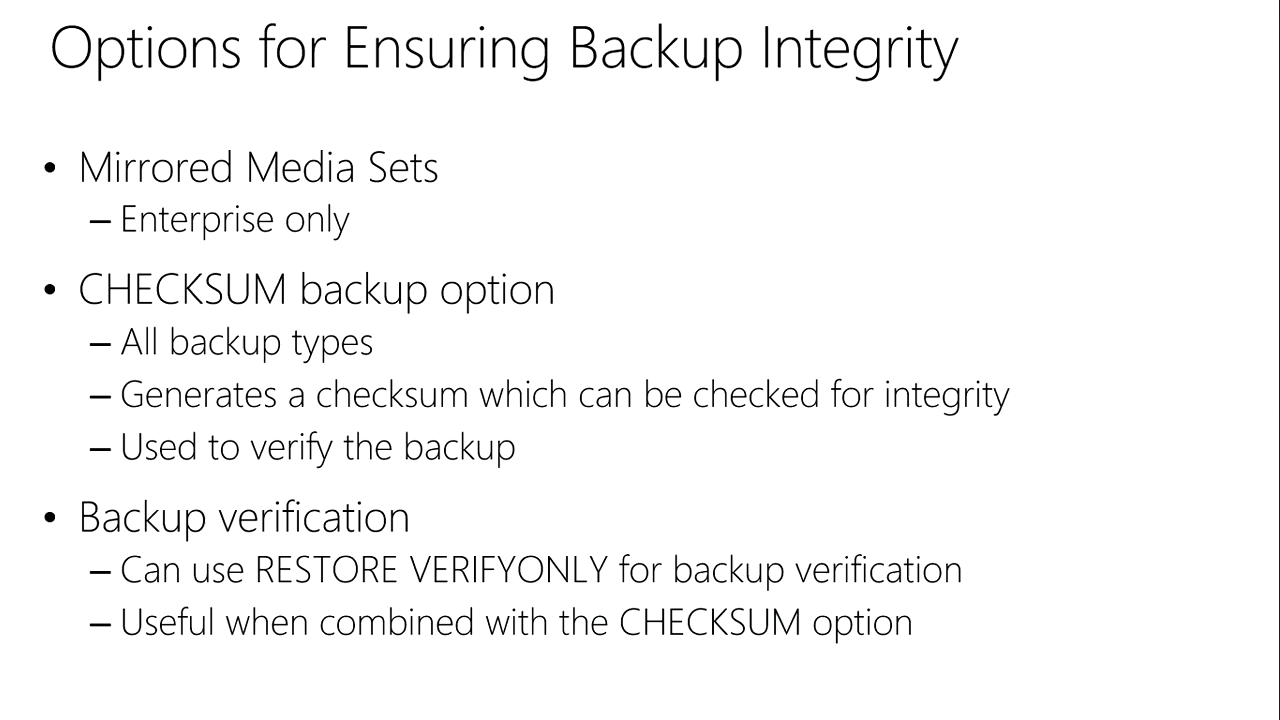 Options for Ensuring Backup Integrity
• Mirrored Media Sets
– Enterprise only
• CHECKSUM backup option
– All backup types
– Generates a checksum which can be checked for integrity
– Used to verify the backup
• Backup verification
– Can use RESTORE VERIFYONLY for backup verification
– Useful when combined with the CHECKSUM option